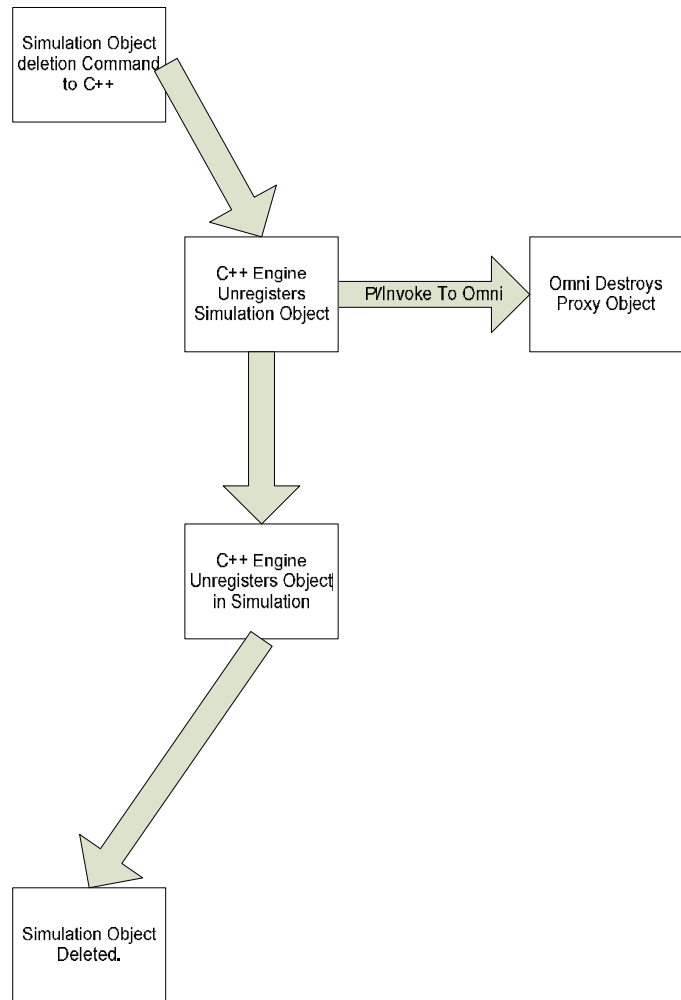 Simulation Object
deletion Command
to C++
C++ Engine
Unregisters
Simulation Object
P/Invoke To Omni
Omni Destroys
Proxy Object
C++ Engine
Unregisters Object
in Simulation
Simulation Object
Deleted.